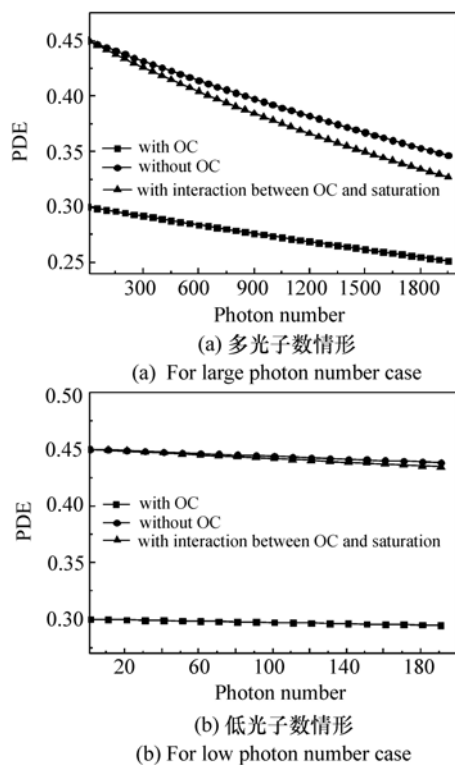 0.45
0.40
0.35
0.30
0.25
PDE
with OC
without OC
with interaction between OC and saturation
300 600 900 1200 1500 1800
Photon number
(a) 多光子数情形
(a) For large photon number case
0.50
0.45
0.40
0.35
0.30
PDE
with OC
without OC
with interaction between OC and saturation
20 60 100 140 180
Photon number
(b) 低光子数情形
(b) For low photon number case